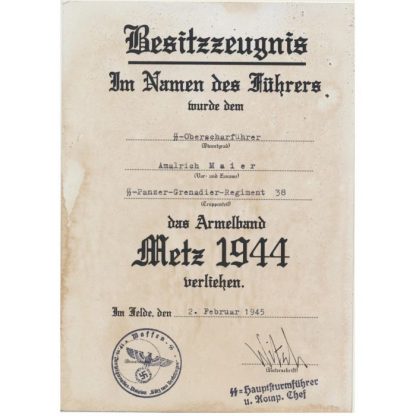 Besitzzeugnis
Im Namen des Führers
wurde dem
ᛋᛋ-Oberscharführer
(Dienstgrad)
Amalrich Maier
(Vor- und Zuname)
ᛋᛋ-Panzer-Grenadier-Regiment 38
(Truppenteil)
das Armelband
Metz 1944
verliehen.
Im Felde, den 2. Februar 1945
Waffen-ᛋᛋ
(Unterschrift)
ᛋᛋ-Hauptsturmführer
u. Komp. Chef